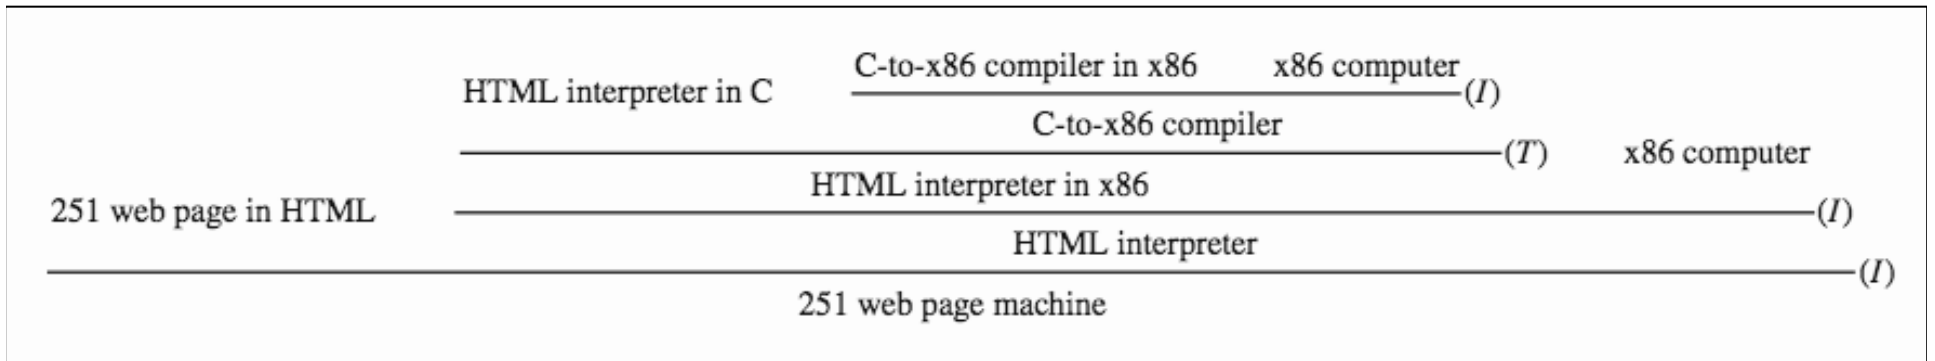 C-to-x86 compiler in x86 x86 computer
HTML interpreter in C (I)
C-to-x86 compiler
(T) x86 computer
HTML interpreter in x86
251 web page in HTML (I)
HTML interpreter
(I)
251 web page machine